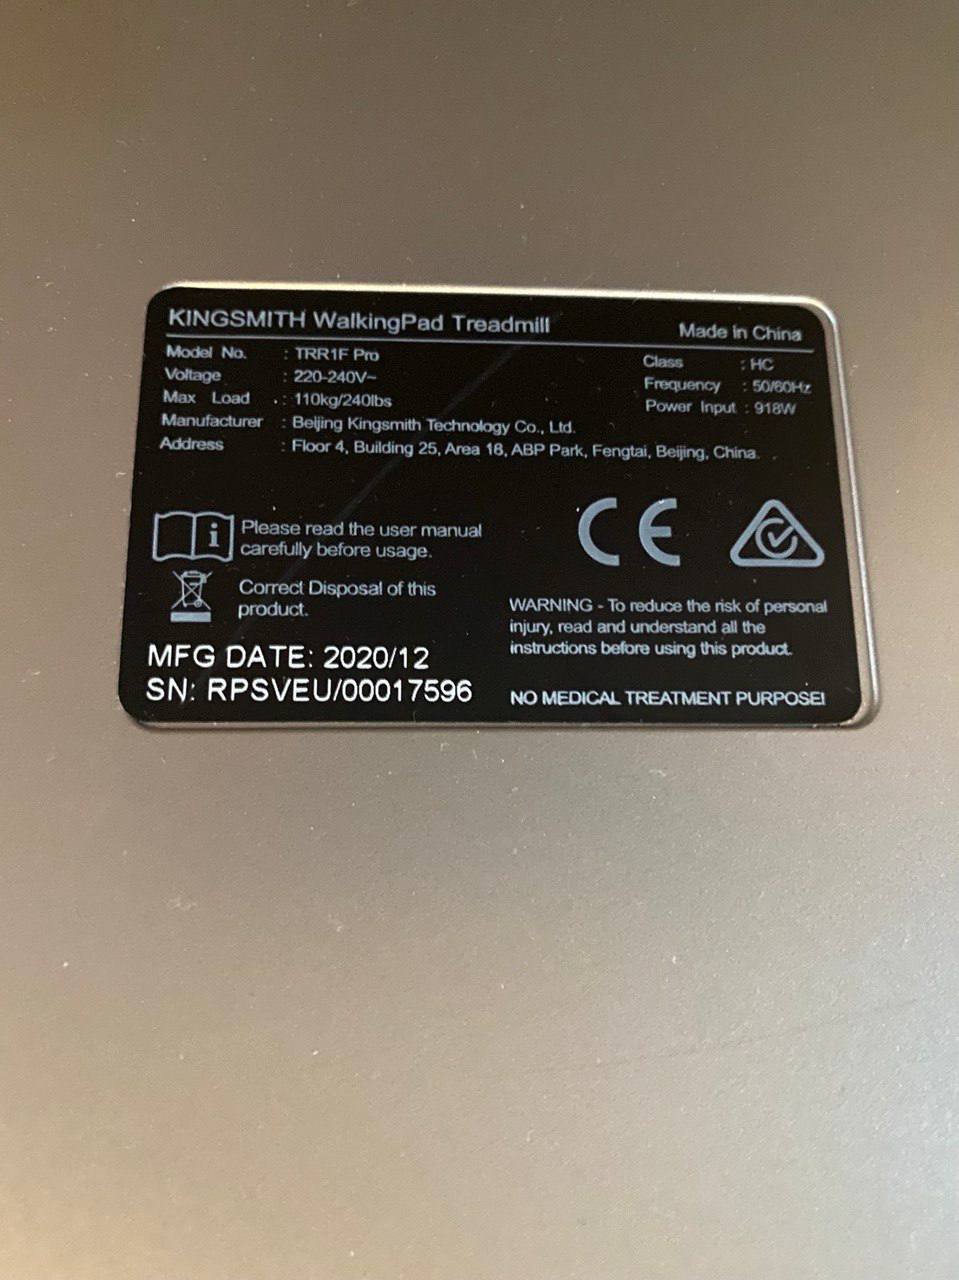 KINGSMITH WalkingPad Treadmill Made in China
Model No. : TRR1F Pro Class : HC
Voltage : 220-240V~ Frequency : 50/60Hz
Max Load : 110kg/240lbs Power Input : 918W
Manufacturer : Beijing Kingsmith Technology Co., Ltd.
Address : Floor 4, Building 25, Area 18, ABP Park, Fengtai, Beijing, China.
i Please read the user manual
carefully before usage.
CE
Correct Disposal of this
product.
WARNING - To reduce the risk of personal
injury, read and understand all the
instructions before using this product.
MFG DATE: 2020/12
SN: RPSVEU/00017596
NO MEDICAL TREATMENT PURPOSE!